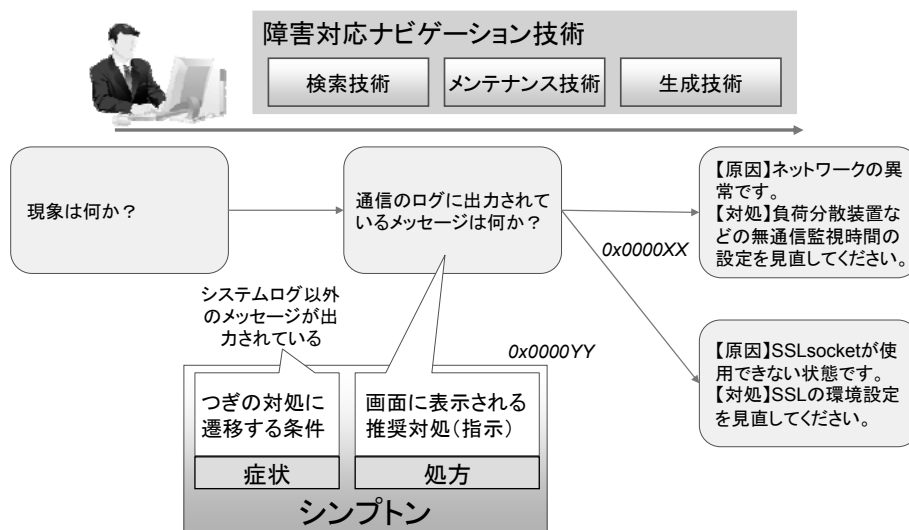 障害対応ナビゲーション技術
検索技術
メンテナンス技術
生成技術
現象は何か？
通信のログに出力されて
いるメッセージは何か？
【原因】ネットワークの異
常です。
【対処】負荷分散装置な
どの無通信監視時間の
設定を見直してください。
0x0000XX
システムログ以外
のメッセージが出
力されている
0x0000YY
【原因】SSLsocketが使
用できない状態です。
【対処】SSLの環境設定
を見直してください。
つぎの対処に
遷移する条件
画面に表示される
推奨対処（指示）
症状
処方
シンプトン